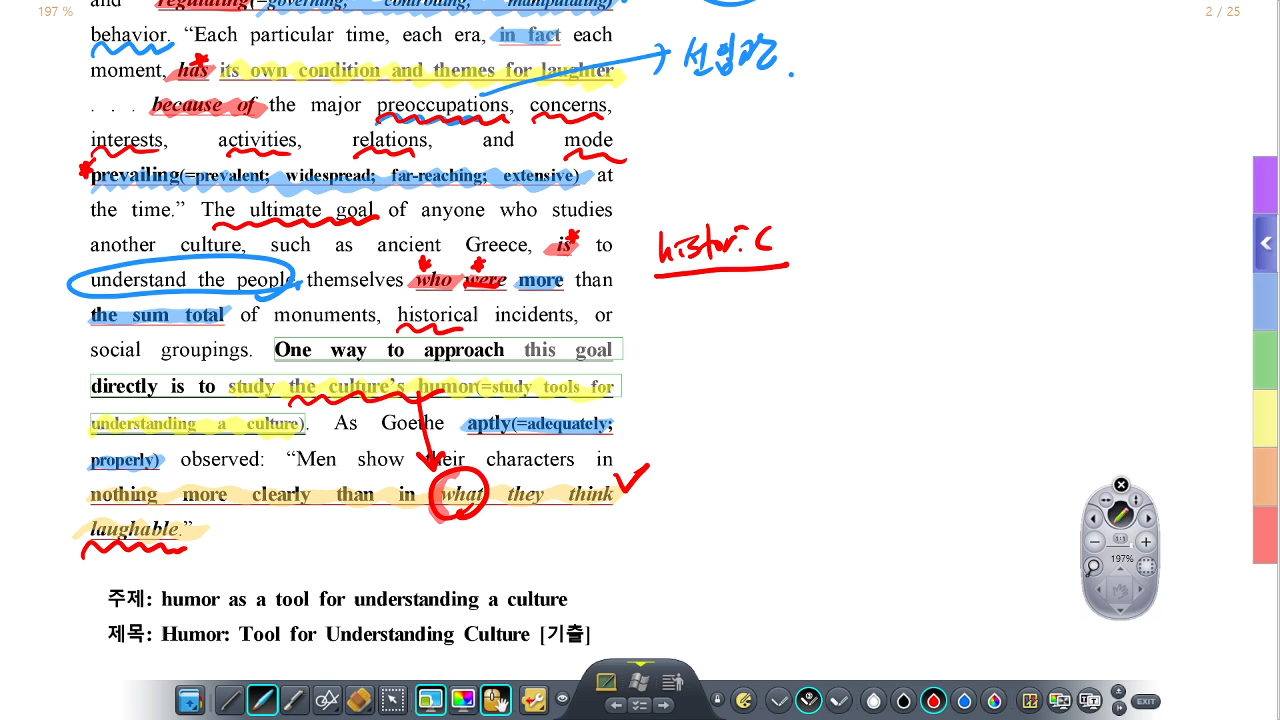 197 %
2 / 25
and regulating(=governing; controlling; manipulating)
behavior. “Each particular time, each era, in fact each
moment, has its own condition and themes for laughter
. . . because of the major preoccupations, concerns,
interests, activities, relations, and mode
prevailing(=prevalent; widespread; far-reaching; extensive) at
the time.” The ultimate goal of anyone who studies
another culture, such as ancient Greece, is to
understand the people themselves who were more than
the sum total of monuments, historical incidents, or
social groupings. One way to approach this goal
directly is to study the culture’s humor(=study tools for
understanding a culture). As Goethe aptly(=adequately;
properly) observed: “Men show their characters in
nothing more clearly than in what they think
laughable.”
선입관.
historic
주제: humor as a tool for understanding a culture
제목: Humor: Tool for Understanding Culture [기출]
1:1
197%
EXIT